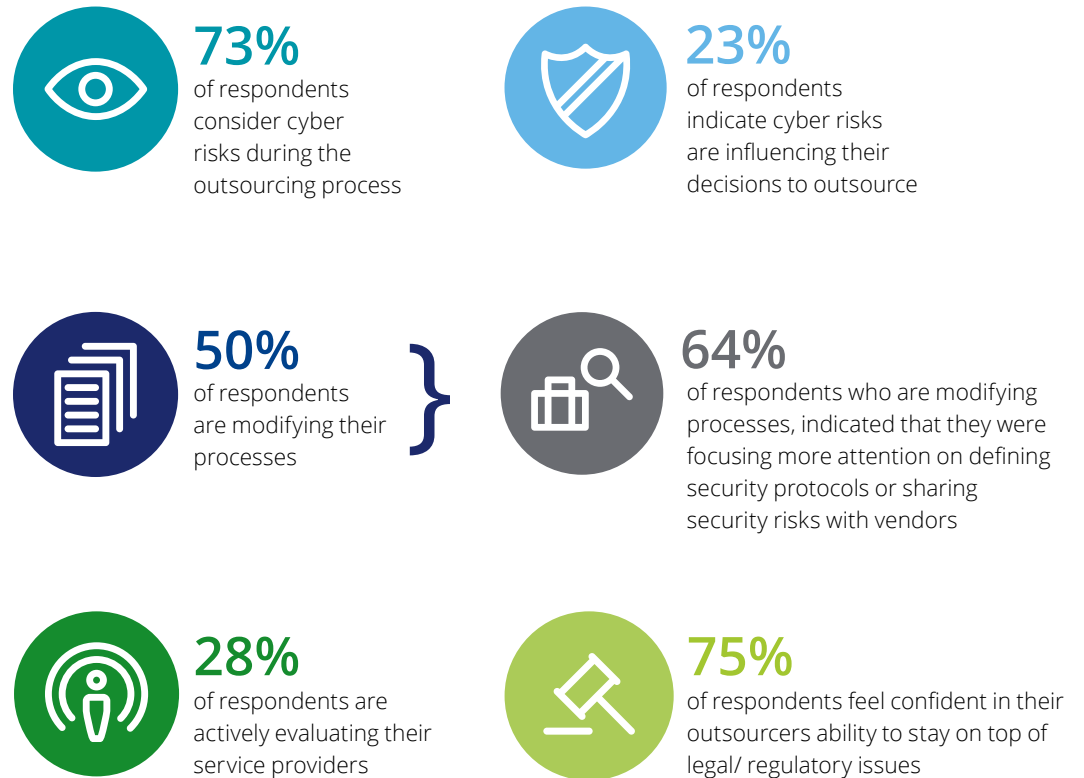 73%
of respondents
consider cyber
risks during the
outsourcing process
23%
of respondents
indicate cyber risks
are influencing their
decisions to outsource
50%
of respondents
are modifying their
processes
}
64%
of respondents who are modifying
processes, indicated that they were
focusing more attention on defining
security protocols or sharing
security risks with vendors
28%
of respondents are
actively evaluating their
service providers
75%
of respondents feel confident in their
outsourcers ability to stay on top of
legal/ regulatory issues